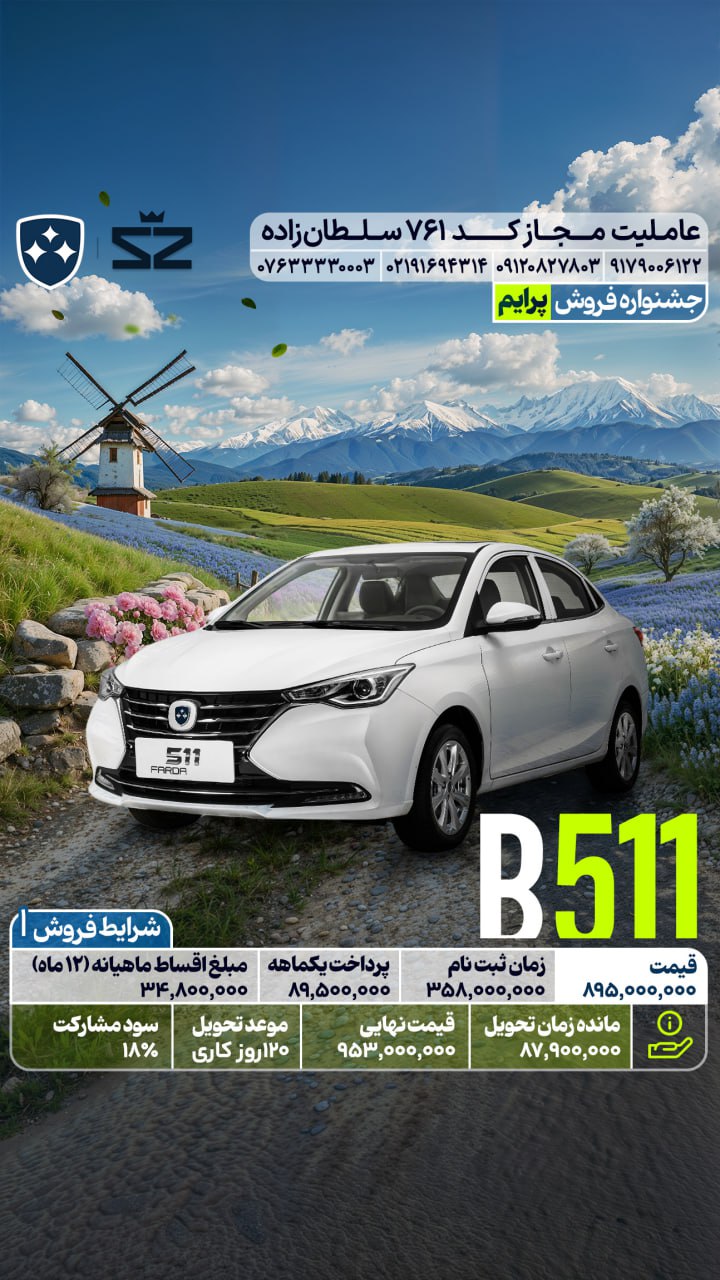 عاملیت مجاز کد ۷۶۱ سلطان‌زاده
۰۷۶۳۳۳۳۰۰۰۳ ۰۲۱۹۱۶۹۴۳۱۴ ۰۹۱۲۰۸۲۷۸۰۳ ۹۱۷۹۰۰۶۱۲۲
جشنواره فروش پرایم
SZ
511
FARDA
B511
شرایط فروش ا
قیمت زمان ثبت نام پرداخت یکماهه مبلغ اقساط ماهیانه (۱۲ ماه)
۸۹۵,۰۰۰,۰۰۰ ۳۵۸,۰۰۰,۰۰۰ ۸۹,۵۰۰,۰۰۰ ۳۴,۸۰۰,۰۰۰
مانده زمان تحویل قیمت نهایی موعد تحویل سود مشارکت
۸۷,۹۰۰,۰۰۰ ۹۵۳,۰۰۰,۰۰۰ ۱۲۰روز کاری ۱۸%